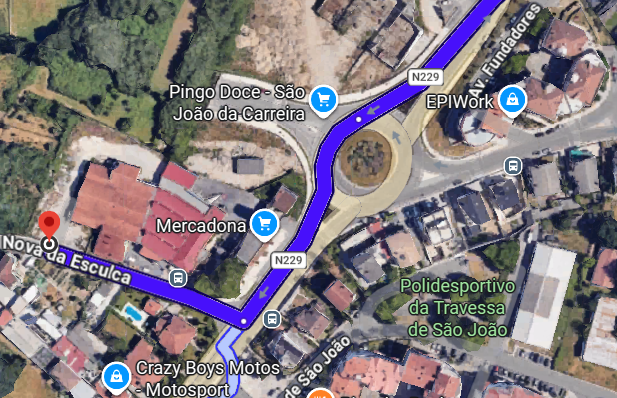 N229
Av. Fundadores
Pingo Doce - São
João da Carreira
EPIWork
Mercadona
Nova da Esculca
N229
Polidesportivo
da Travessa
de São João
Crazy Boys Motos
- Motosport
de São João